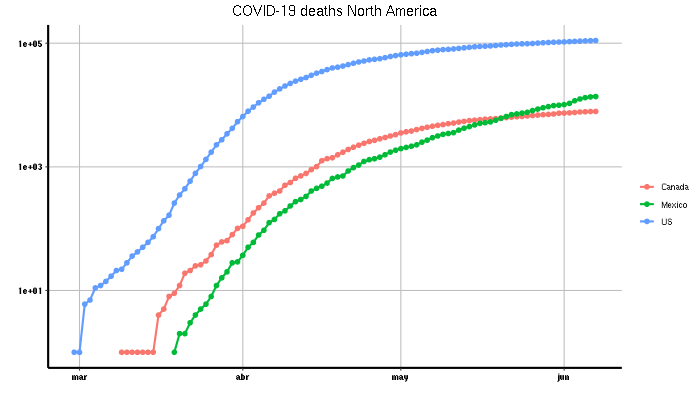 COVID-19 deaths North America
1e+05
1e+03
1e+01
mar abr may jun
Canada
Mexico
US